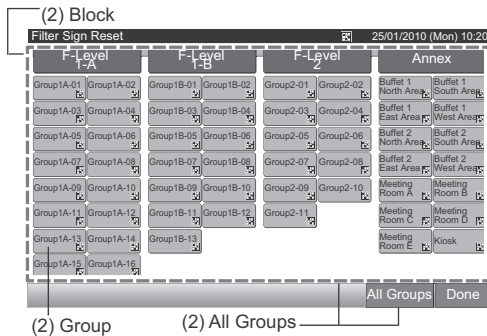 (2) Block
Filter Sign Reset 25/01/2010 (Mon) 10:20
F-Level 1-A
F-Level 1-B
F-Level 2
Annex
Group1A-01 Group1A-02 Group1B-01 Group1B-02 Group2-01 Group2-02 Buffet 1 North Area Buffet 1 South Area
Group1A-03 Group1A-04 Group1B-03 Group1B-04 Group2-03 Group2-04 Buffet 1 East Area Buffet 1 West Area
Group1A-05 Group1A-06 Group1B-05 Group1B-06 Group2-05 Group2-06 Buffet 2 North Area Buffet 2 South Area
Group1A-07 Group1A-08 Group1B-07 Group1B-08 Group2-07 Group2-08 Buffet 2 East Area Buffet 2 West Area
Group1A-09 Group1A-10 Group1B-09 Group1B-10 Group2-09 Group2-10 Meeting Room A Meeting Room B
Group1A-11 Group1A-12 Group1B-11 Group1B-12 Group2-11 Meeting Room C Meeting Room D
Group1A-13 Group1A-14 Group1B-13 Meeting Room E Kiosk
Group1A-15 Group1A-16
All Groups Done
(2) Group
(2) All Groups